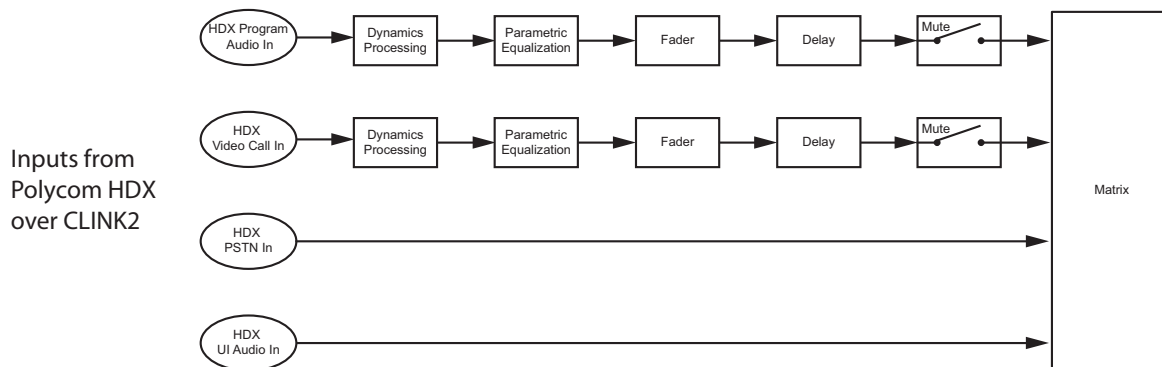 HDX Program
Audio In
Dynamics
Processing
Parametric
Equalization
Fader
Delay
Mute
HDX
Video Call In
Dynamics
Processing
Parametric
Equalization
Fader
Delay
Mute
Inputs from
Polycom HDX
over CLINK2
Matrix
HDX
PSTN In
HDX
UI Audio In